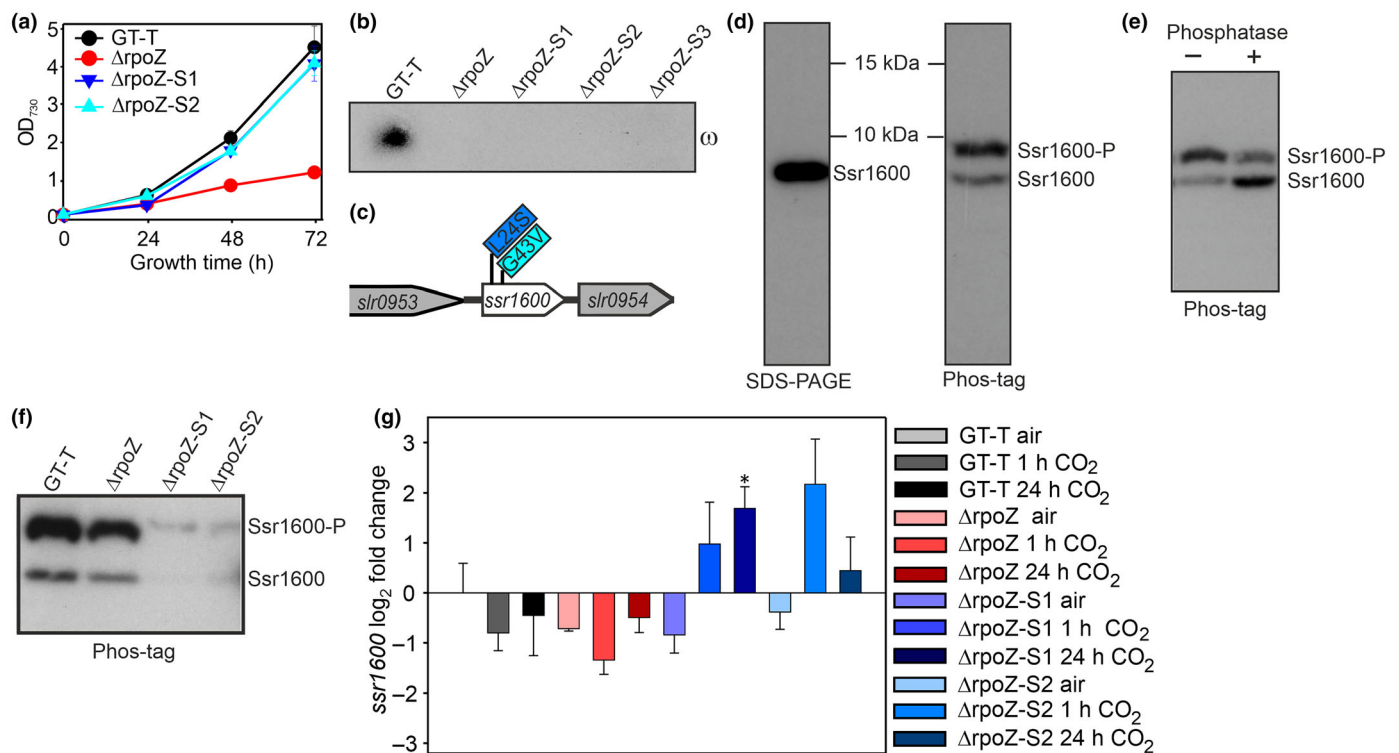 (a)
5
4
3
2
1
0
OD730
GT-T
ΔrpoZ
ΔrpoZ-S1
ΔrpoZ-S2
0 24 48 72
Growth time (h)
(b)
GT-T ΔrpoZ ΔrpoZ-S1 ΔrpoZ-S2 ΔrpoZ-S3
ω
(c)
L24S
G43V
slr0953 ssr1600 slr0954
(d)
15 kDa
10 kDa
Ssr1600
Ssr1600-P
Ssr1600
SDS-PAGE
Phos-tag
(e)
Phosphatase
− +
Ssr1600-P
Ssr1600
Phos-tag
(f)
GT-T ΔrpoZ ΔrpoZ-S1 ΔrpoZ-S2
Ssr1600-P
Ssr1600
Phos-tag
(g)
ssr1600 log2 fold change
3
2
1
0
−1
−2
−3
*
GT-T air
GT-T 1 h CO2
GT-T 24 h CO2
ΔrpoZ air
ΔrpoZ 1 h CO2
ΔrpoZ 24 h CO2
ΔrpoZ-S1 air
ΔrpoZ-S1 1 h CO2
ΔrpoZ-S1 24 h CO2
ΔrpoZ-S2 air
ΔrpoZ-S2 1 h CO2
ΔrpoZ-S2 24 h CO2